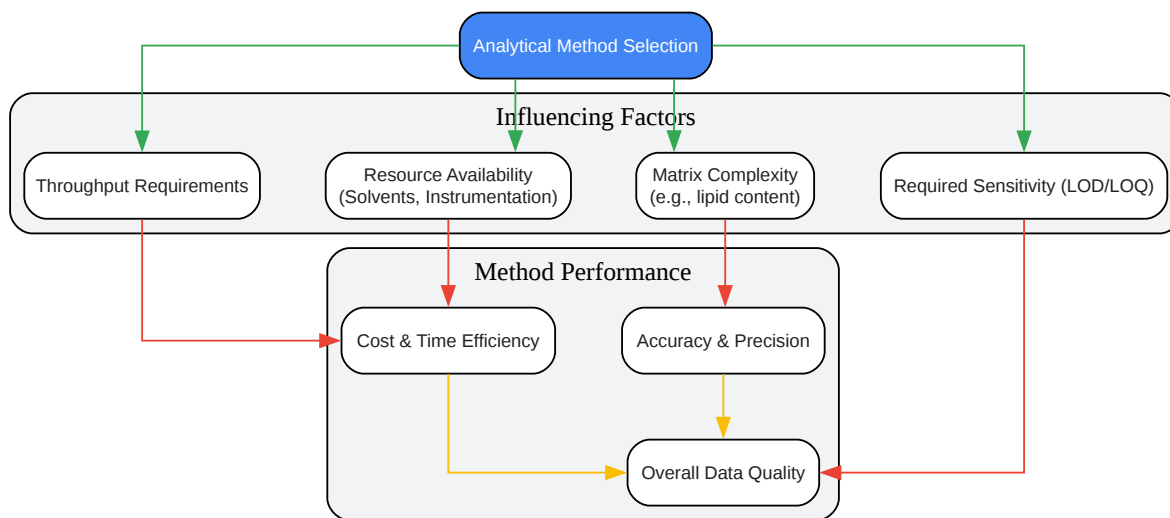 Analytical Method Selection
Influencing Factors
Throughput Requirements
Resource Availability
(Solvents, Instrumentation)
Matrix Complexity
(e.g., lipid content)
Required Sensitivity (LOD/LOQ)
Method Performance
Cost & Time Efficiency
Accuracy & Precision
Overall Data Quality